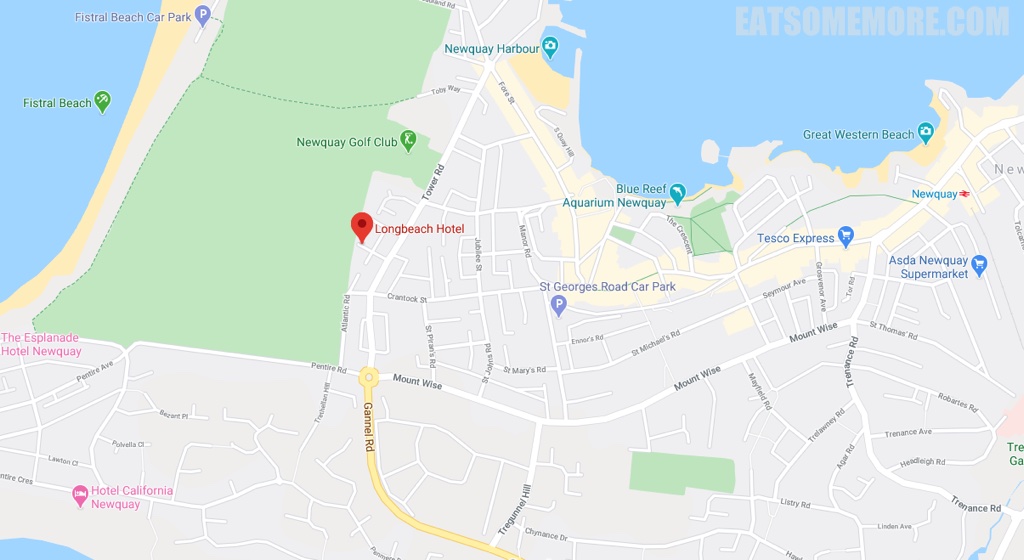 Fistral Beach Car Park
EATSOMEMORE.COM
Newquay Harbour
Toby Way
Fore St
Fistral Beach
S Quay Hill
Newquay Golf Club
Great Western Beach
Tower Rd
Blue Reef
Aquarium Newquay
Newquay
Longbeach Hotel
The Crescent
Manor Rd
Jubilee St
Tesco Express
Asda Newquay
Supermarket
St Georges Road Car Park
Grosvenor Ave
Tor Rd
Seymour Ave
Crantock St
Atlantic Rd
St Piran's Rd
Ennor's Rd
St Michael's Rd
Mount Wise
St Thomas' Rd
The Esplanade
Hotel Newquay
Pentire Ave
Pentire Rd
St Johns Rd
St Mary's Rd
Mount Wise
Mount Wise
Trenance Rd
Mayfield Rd
Robartes Rd
Trenance Ave
Bezant Pl
Gannel Rd
Trelawney Rd
Polvella Cl
Lawton Cl
Agar Rd
Headleigh Rd
Hotel California
Newquay
Tregunnel Hill
Listry Rd
Trenance Rd
Linden Ave
Chynance Dr